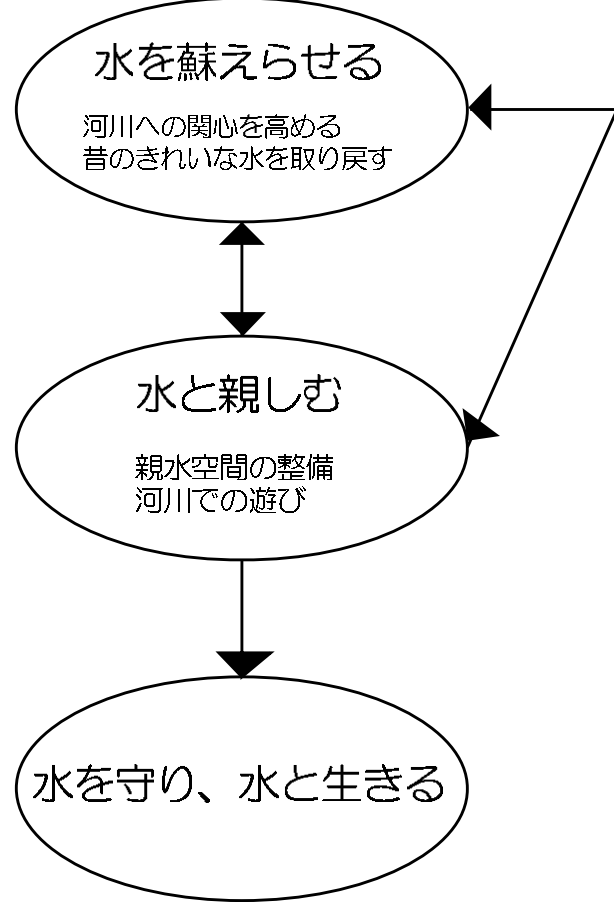 水を蘇えらせる
河川への関心を高める
昔のきれいな水を取り戻す
水と親しむ
親水空間の整備
河川での遊び
水を守り、水と生きる